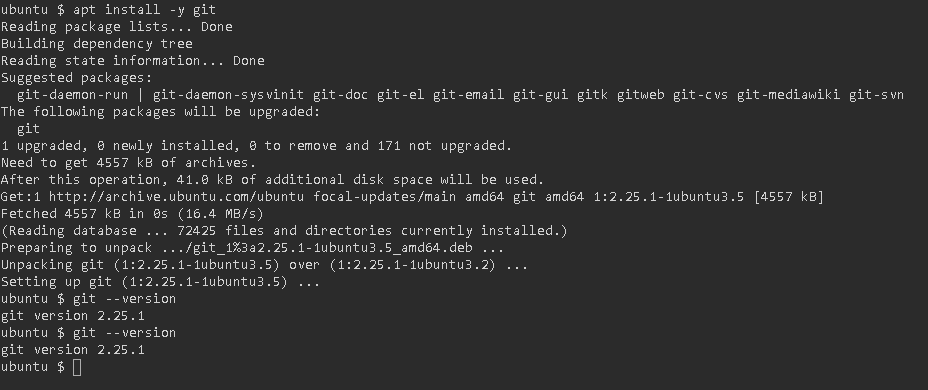 ubuntu $ apt install -y git
Reading package lists... Done
Building dependency tree
Reading state information... Done
Suggested packages:
  git-daemon-run | git-daemon-sysvinit git-doc git-el git-email git-gui gitk gitweb git-cvs git-mediawiki git-svn
The following packages will be upgraded:
  git
1 upgraded, 0 newly installed, 0 to remove and 171 not upgraded.
Need to get 4557 kB of archives.
After this operation, 41.0 kB of additional disk space will be used.
Get:1 http://archive.ubuntu.com/ubuntu focal-updates/main amd64 git amd64 1:2.25.1-1ubuntu3.5 [4557 kB]
Fetched 4557 kB in 0s (16.4 MB/s)
(Reading database ... 72425 files and directories currently installed.)
Preparing to unpack .../git_1%3a2.25.1-1ubuntu3.5_amd64.deb ...
Unpacking git (1:2.25.1-1ubuntu3.5) over (1:2.25.1-1ubuntu3.2) ...
Setting up git (1:2.25.1-1ubuntu3.5) ...
ubuntu $ git --version
git version 2.25.1
ubuntu $ git --version
git version 2.25.1
ubuntu $